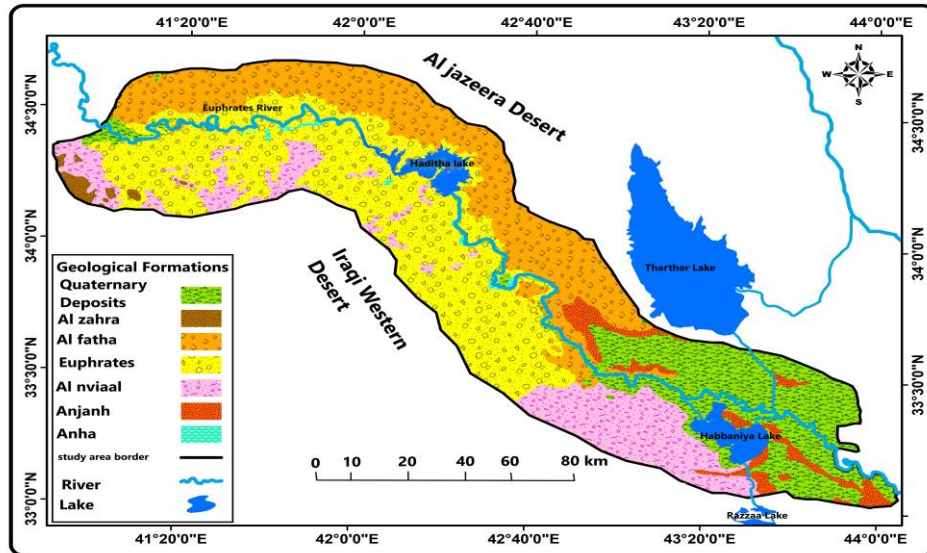 41°20'0"E 42°0'0"E 42°40'0"E 43°20'0"E 44°0'0"E
N
W E
S
34°30'0"N
34°0'0"N
33°30'0"N
33°0'0"N
34°30'0"N
34°0'0"N
33°30'0"N
33°0'0"N
Al jazeera Desert
Euphrates River
Haditha lake
Tharthar Lake
Iraqi Western
Desert
Habbaniya Lake
Razzaa Lake
Geological Formations
Quaternary
Deposits
Al zahra
Al fatha
Euphrates
Al nviaal
Anjanh
Anha
study area border
River
Lake
0 10 20 40 60 80 km
41°20'0"E 42°0'0"E 42°40'0"E 43°20'0"E 44°0'0"E